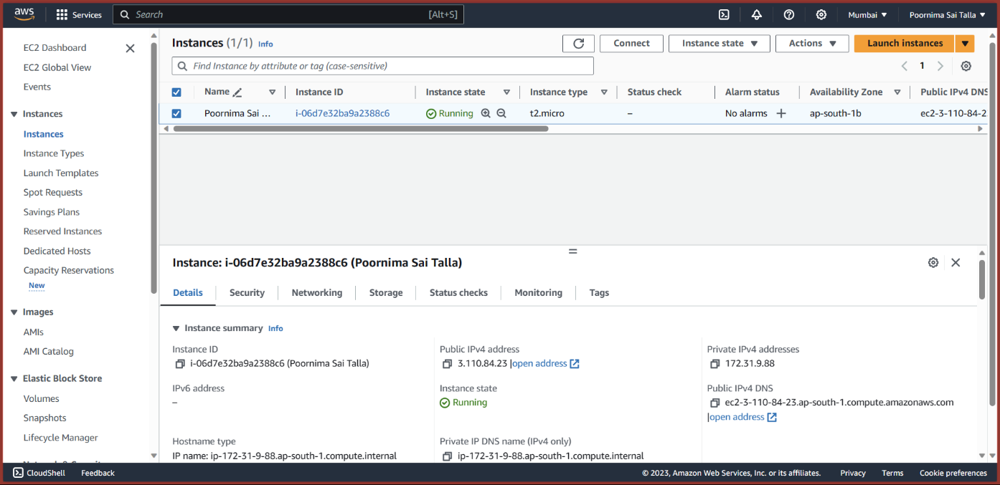 aws Services Search [Alt+S] Mumbai Poornima Sai Talla
EC2 Dashboard
EC2 Global View
Events
Instances
Instances
Instance Types
Launch Templates
Spot Requests
Savings Plans
Reserved Instances
Dedicated Hosts
Capacity Reservations
New
Images
AMIs
AMI Catalog
Elastic Block Store
Volumes
Snapshots
Lifecycle Manager
Instances (1/1) Info Connect Instance state Actions Launch instances
Find Instance by attribute or tag (case-sensitive) 1
Name Instance ID Instance state Instance type Status check Alarm status Availability Zone Public IPv4 DNS
Poornima Sai ... i-06d7e32ba9a2388c6 Running t2.micro – No alarms + ap-south-1b ec2-3-110-84-2
Instance: i-06d7e32ba9a2388c6 (Poornima Sai Talla)
Details Security Networking Storage Status checks Monitoring Tags
Instance summary Info
Instance ID
i-06d7e32ba9a2388c6 (Poornima Sai Talla)
Public IPv4 address
3.110.84.23 |open address
Private IPv4 addresses
172.31.9.88
IPv6 address
–
Instance state
Running
Public IPv4 DNS
ec2-3-110-84-23.ap-south-1.compute.amazonaws.com
|open address
Hostname type
IP name: ip-172-31-9-88.ap-south-1.compute.internal
Private IP DNS name (IPv4 only)
ip-172-31-9-88.ap-south-1.compute.internal
CloudShell Feedback © 2023, Amazon Web Services, Inc. or its affiliates. Privacy Terms Cookie preferences